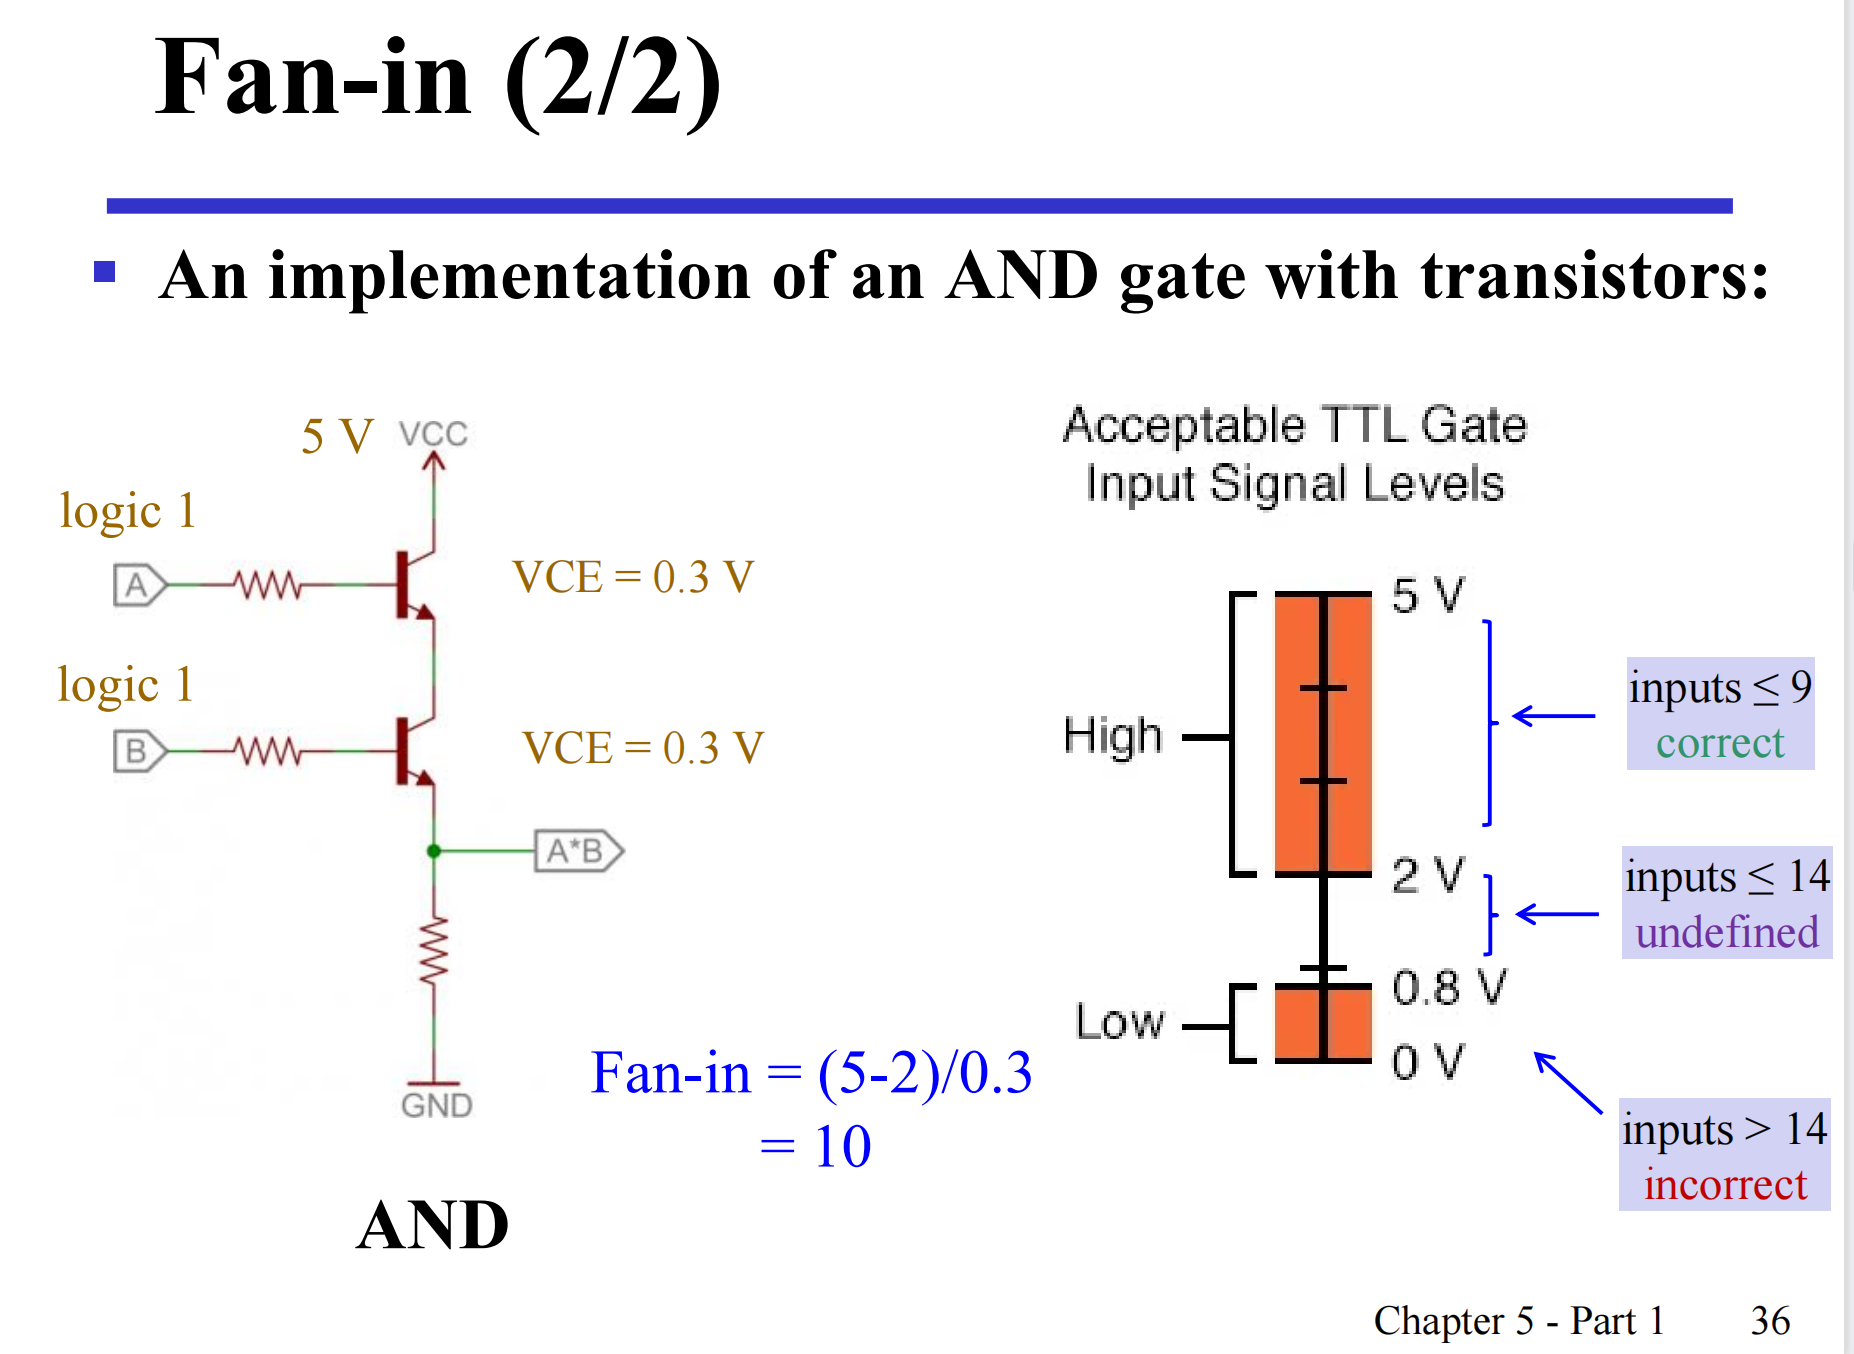 Fan-in (2/2)
An implementation of an AND gate with transistors:
5 V VCC
logic 1
A
VCE = 0.3 V
logic 1
B
VCE = 0.3 V
A*B
GND
Fan-in = (5-2)/0.3
= 10
AND
Acceptable TTL Gate
Input Signal Levels
5 V
High
2 V
0.8 V
Low
0 V
inputs ≤ 9
correct
inputs ≤ 14
undefined
inputs > 14
incorrect
Chapter 5 - Part 1 36